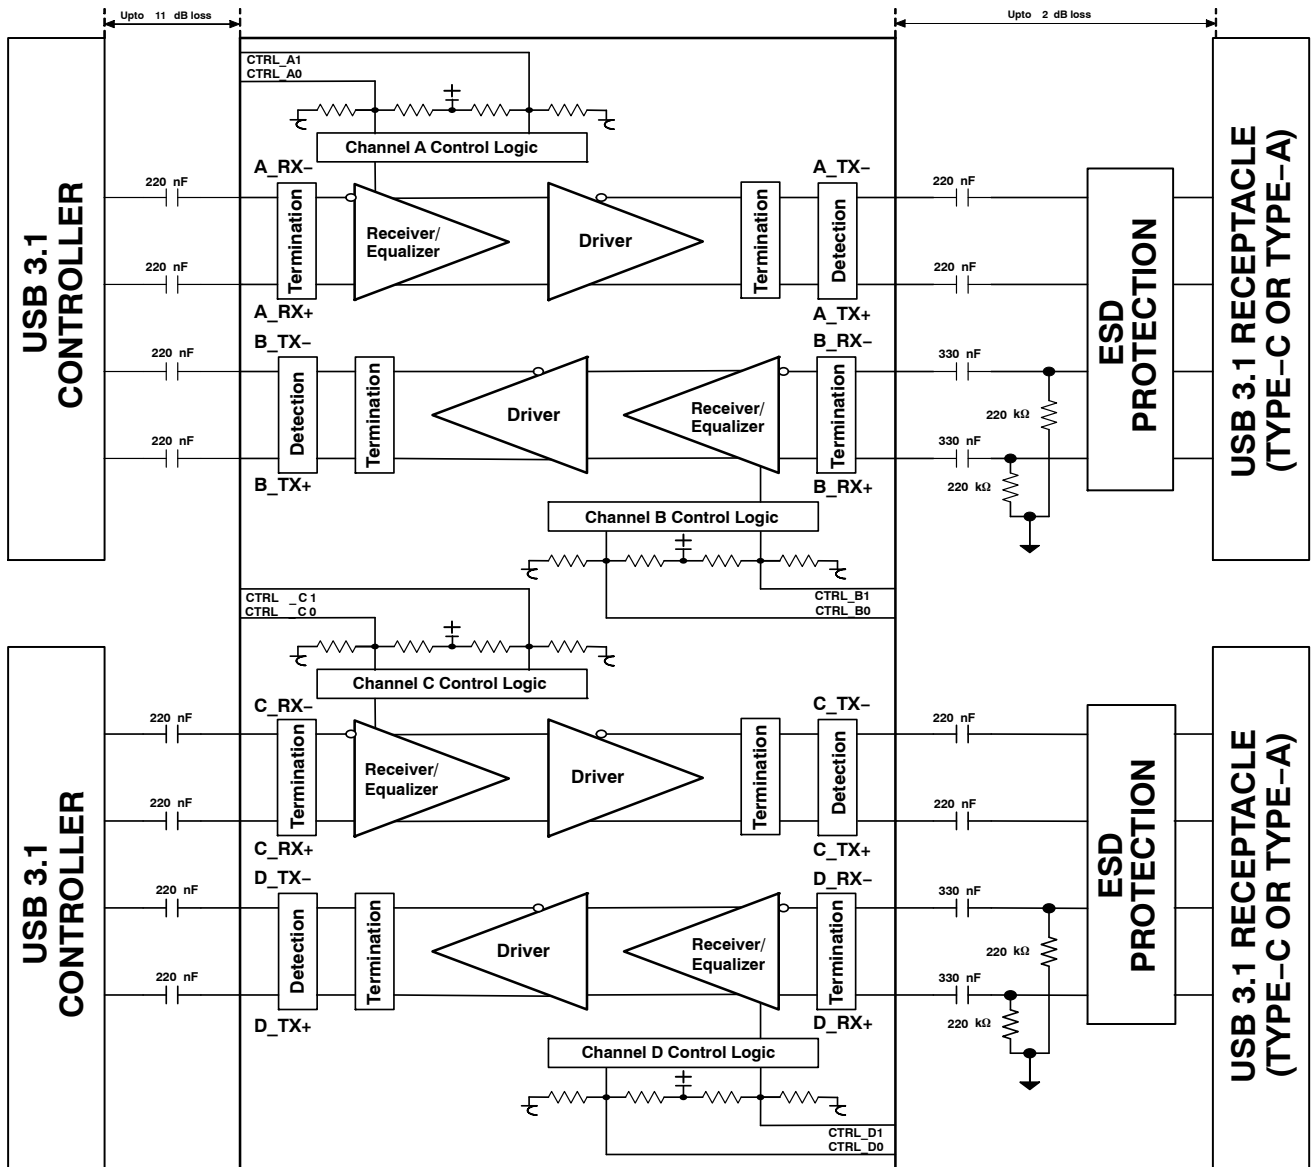 Upto 11 dB loss
Upto 2 dB loss
USB 3.1
CONTROLLER
CTRL_A1
CTRL_A0
Channel A Control Logic
A_RX−
A_TX−
220 nF
220 nF
Termination
Receiver/
Equalizer
Driver
Termination
Detection
220 nF
220 nF
A_RX+
A_TX+
B_TX−
B_RX−
220 nF
220 nF
Detection
Termination
Driver
Receiver/
Equalizer
Termination
330 nF
330 nF
220 kΩ
220 kΩ
B_TX+
B_RX+
Channel B Control Logic
CTRL_B1
CTRL_B0
ESD
PROTECTION
USB 3.1 RECEPTACLE
(TYPE−C OR TYPE−A)
USB 3.1
CONTROLLER
CTRL _C 1
CTRL _C 0
Channel C Control Logic
C_RX−
C_TX−
220 nF
220 nF
Termination
Receiver/
Equalizer
Driver
Termination
Detection
220 nF
220 nF
C_RX+
C_TX+
D_TX−
D_RX−
220 nF
220 nF
Detection
Termination
Driver
Receiver/
Equalizer
Termination
330 nF
330 nF
220 kΩ
220 kΩ
D_TX+
D_RX+
Channel D Control Logic
CTRL_D1
CTRL_D0
ESD
PROTECTION
USB 3.1 RECEPTACLE
(TYPE−C OR TYPE−A)